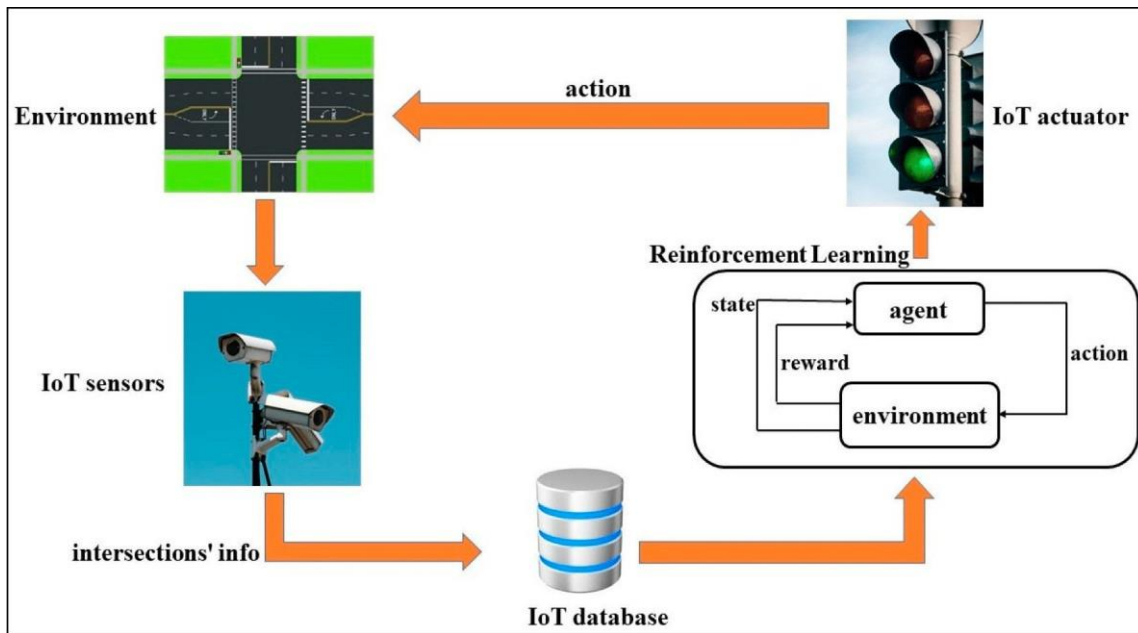 action
Environment
IoT actuator
Reinforcement Learning
state
agent
IoT sensors
reward
action
environment
intersections' info
IoT database